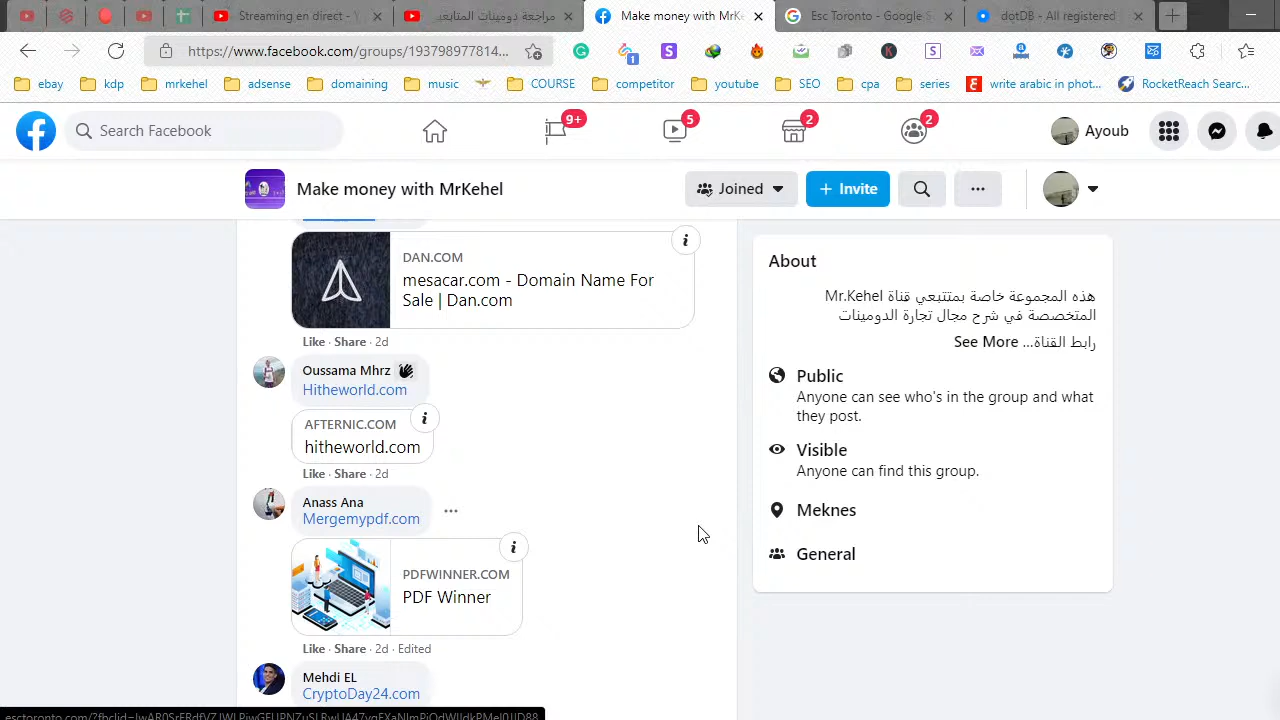 Streaming en direct - Y
مراجعة دومينات المتابعي
Make money with MrKe
Esc Toronto - Google S
dotDB - All registered
https://www.facebook.com/groups/193798977814...
1
ebay
kdp
mrkehel
adsense
domaining
music
COURSE
competitor
youtube
SEO
cpa
series
write arabic in phot...
RocketReach Searc...
Search Facebook
9+
5
2
2
Ayoub
Make money with MrKehel
Joined
+ Invite
DAN.COM
mesacar.com - Domain Name For
Sale | Dan.com
Like · Share · 2d
Oussama Mhrz
Hitheworld.com
AFTERNIC.COM
hitheworld.com
Like · Share · 2d
Anass Ana
Mergemypdf.com
PDFWINNER.COM
PDF Winner
Like · Share · 2d · Edited
Mehdi EL
CryptoDay24.com
About
هذه المجموعة خاصة بمتتبعي قناة Mr.Kehel
المتخصصة في شرح مجال تجارة الدومينات
رابط القناة... See More
Public
Anyone can see who's in the group and what
they post.
Visible
Anyone can find this group.
Meknes
General